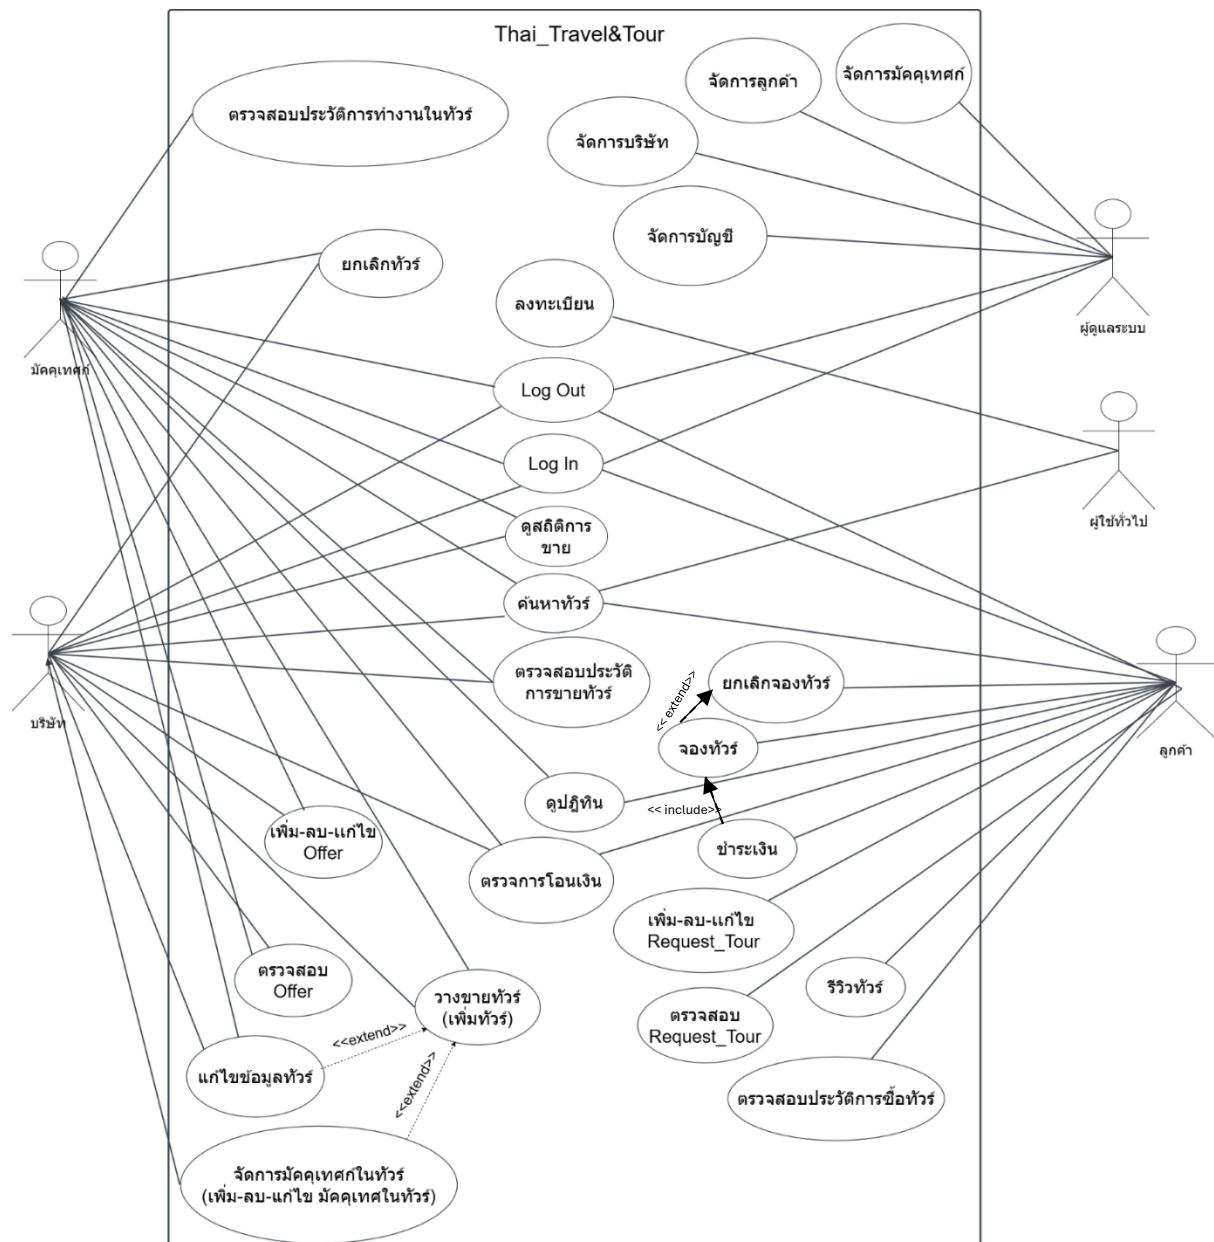 Thai_Travel&Tour
จัดการลูกค้า
จัดการมัคคุเทศก์
ตรวจสอบประวัติการทำงานในทัวร์
จัดการบริษัท
จัดการบัญชี
ยกเลิกทัวร์
ลงทะเบียน
ผู้ดูแลระบบ
มัคคุเทศก์
Log Out
Log In
ผู้ใช้ทั่วไป
ดูสถิติการ
ขาย
ค้นหาทัวร์
ตรวจสอบประวัติ
การขายทัวร์
<< extend>>
ยกเลิกจองทัวร์
บริษัท
จองทัวร์
ลูกค้า
ดูปฎิทิน
<< include>>
เพิ่ม-ลบ-แก้ไข
Offer
ชำระเงิน
ตรวจการโอนเงิน
เพิ่ม-ลบ-แก้ไข
Request_Tour
ตรวจสอบ
Offer
วางขายทัวร์
(เพิ่มทัวร์)
รีวิวทัวร์
ตรวจสอบ
Request_Tour
<<extend>>
แก้ไขข้อมูลทัวร์
<<extend>>
ตรวจสอบประวัติการซื้อทัวร์
จัดการมัคคุเทศก์ในทัวร์
(เพิ่ม-ลบ-แก้ไข มัคคุเทศในทัวร์)